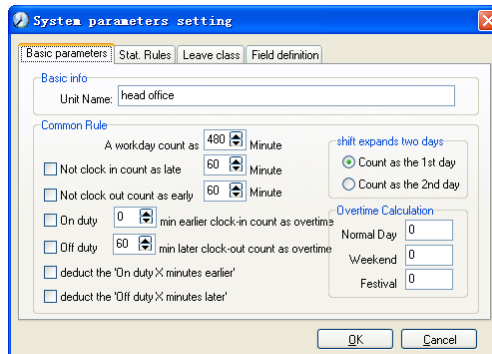 System parameters setting
Basic parameters Stat. Rules Leave class Field definition
Basic info
Unit Name: head office
Common Rule
A workday count as 480 Minute
Not clock in count as late 60 Minute
Not clock out count as early 60 Minute
On duty 0 min earlier clock-in count as overtime
Off duty 60 min later clock-out count as overtime
deduct the 'On duty X minutes earlier'
deduct the 'Off duty X minutes later'
shift expands two days
Count as the 1st day
Count as the 2nd day
Overtime Calculation
Normal Day 0
Weekend 0
Festival 0
OK Cancel